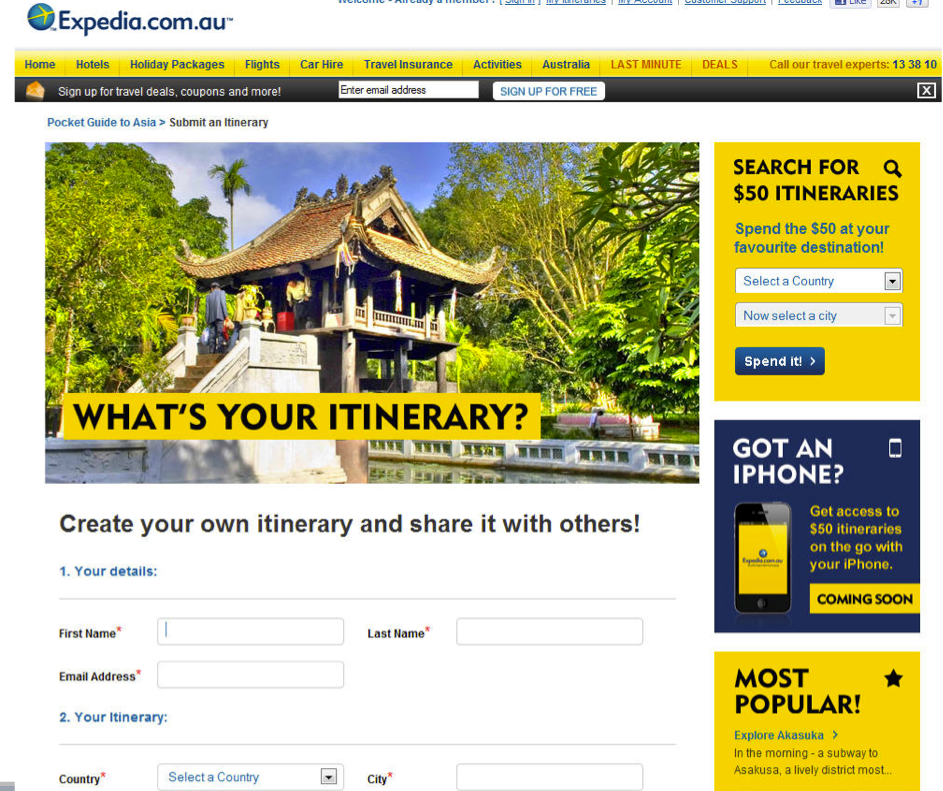 Expedia.com.au™
Welcome - Already a member? [ Sign in ] My Itineraries | My Account | Customer Support | Feedback Like 28K +1
Home Hotels Holiday Packages Flights Car Hire Travel Insurance Activities Australia LAST MINUTE DEALS Call our travel experts: 13 38 10
Sign up for travel deals, coupons and more! Enter email address SIGN UP FOR FREE X
Pocket Guide to Asia > Submit an Itinerary
WHAT'S YOUR ITINERARY?
Create your own itinerary and share it with others!
1. Your details:
First Name* Last Name*
Email Address*
2. Your Itinerary:
Country* Select a Country City*
SEARCH FOR
$50 ITINERARIES
Spend the $50 at your
favourite destination!
Select a Country
Now select a city
Spend it! >
GOT AN
IPHONE?
Expedia.com.au
Get access to
$50 itineraries
on the go with
your iPhone.
COMING SOON
MOST
POPULAR!
Explore Akasuka >
In the morning - a subway to
Asakusa, a lively district most...